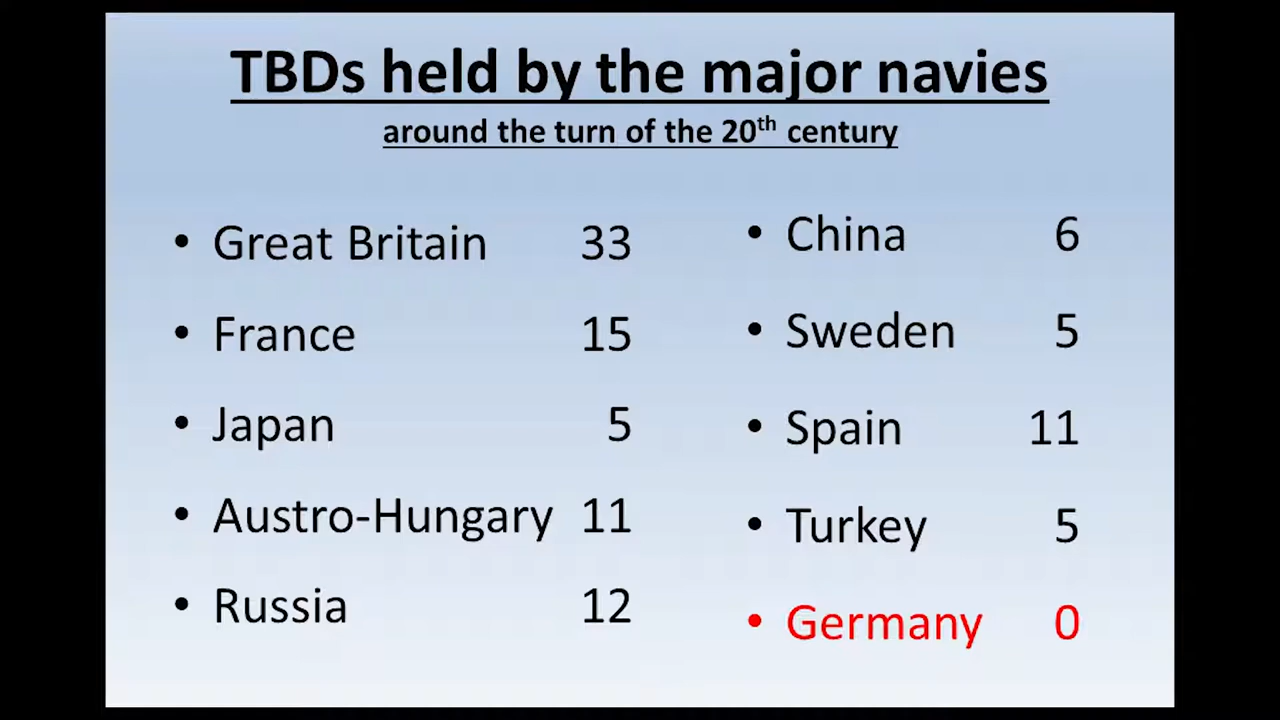 TBDs held by the major navies
around the turn of the 20th century
• Great Britain 33
• France 15
• Japan 5
• Austro-Hungary 11
• Russia 12
• China 6
• Sweden 5
• Spain 11
• Turkey 5
• Germany 0